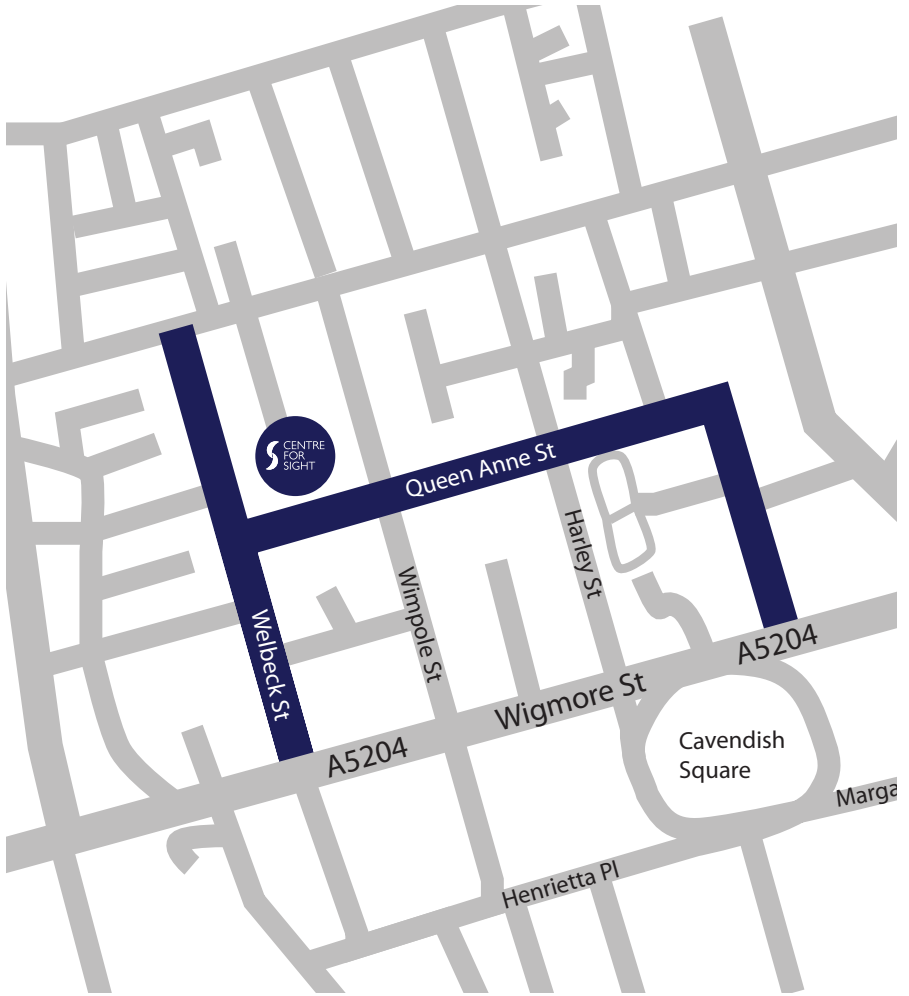 CENTRE
FOR
SIGHT
Queen Anne St
Harley St
Wimpole St
Welbeck St
A5204
Wigmore St
A5204
Cavendish
Square
Marga
Henrietta Pl